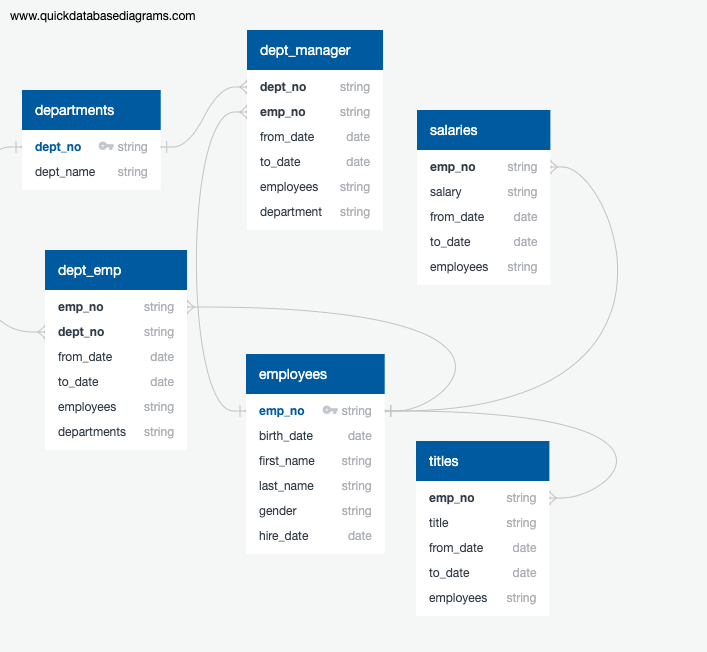 www.quickdatabasediagrams.com
departments
dept_no string
dept_name string
dept_manager
dept_no string
emp_no string
from_date date
to_date date
employees string
department string
salaries
emp_no string
salary string
from_date date
to_date date
employees string
dept_emp
emp_no string
dept_no string
from_date date
to_date date
employees string
departments string
employees
emp_no string
birth_date date
first_name string
last_name string
gender string
hire_date date
titles
emp_no string
title string
from_date date
to_date date
employees string